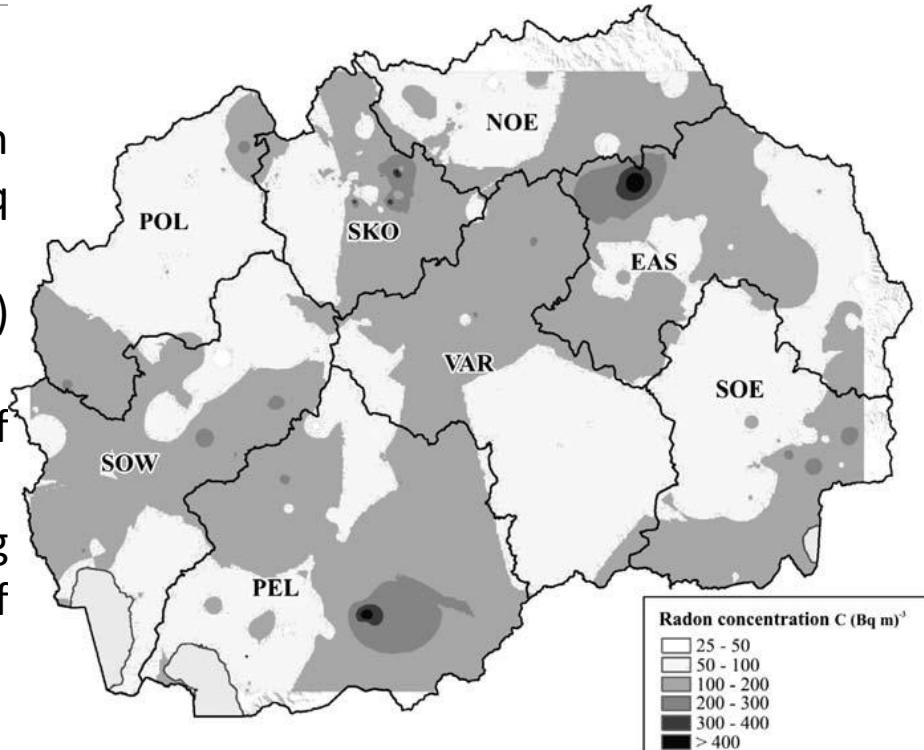 n
q
)
f
g
f
NOE
POL
SKO
EAS
VAR
SOE
SOW
PEL
Radon concentration C (Bq m)⁻³
25 - 50
50 - 100
100 - 200
200 - 300
300 - 400
> 400